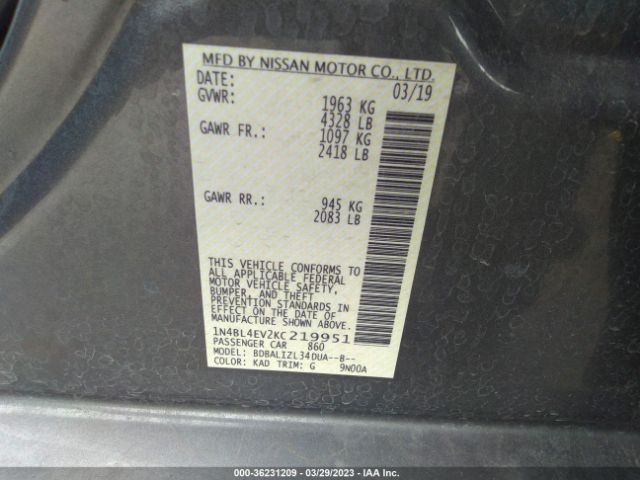 MFD BY NISSAN MOTOR CO., LTD.
DATE: 03/19
GVWR: 1963 KG
4328 LB
GAWR FR.: 1097 KG
2418 LB
GAWR RR.: 945 KG
2083 LB
THIS VEHICLE CONFORMS TO
ALL APPLICABLE FEDERAL
MOTOR VEHICLE SAFETY,
BUMPER, AND THEFT
PREVENTION STANDARDS IN
EFFECT ON THE DATE OF
MANUFACTURE SHOWN ABOVE.
1N4BL4EV2KC219951
PASSENGER CAR 860
MODEL: BDBALIZL34DUA--B--
COLOR: KAD TRIM: G 9N00A
000-36231209 - 03/29/2023 - IAA Inc.